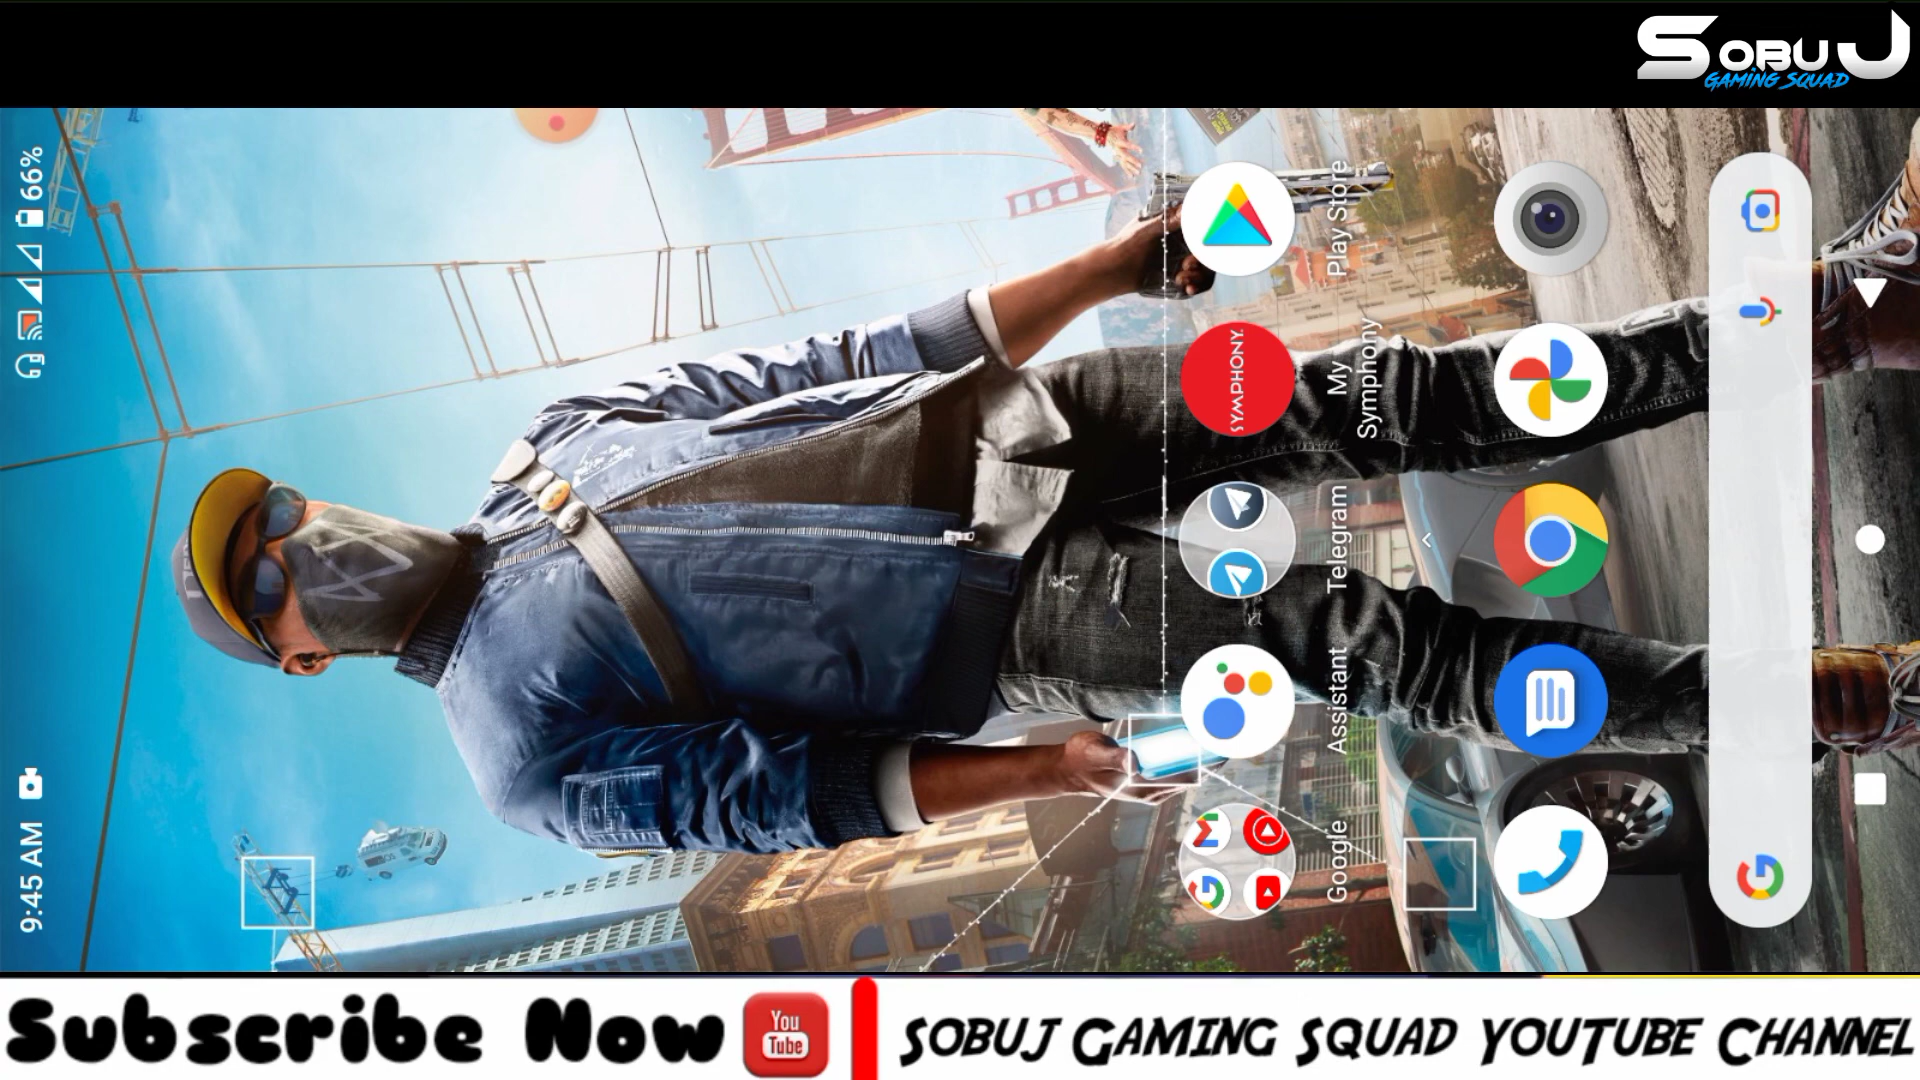 SOBUJ
GAMING SQUAD
9:45 AM
66%
Play Store
SYMPHONY
My
Symphony
Telegram
Assistant
Google
Subscribe Now
You
Tube
SOBUJ GAMING SQUAD YOUTUBE CHANNEL